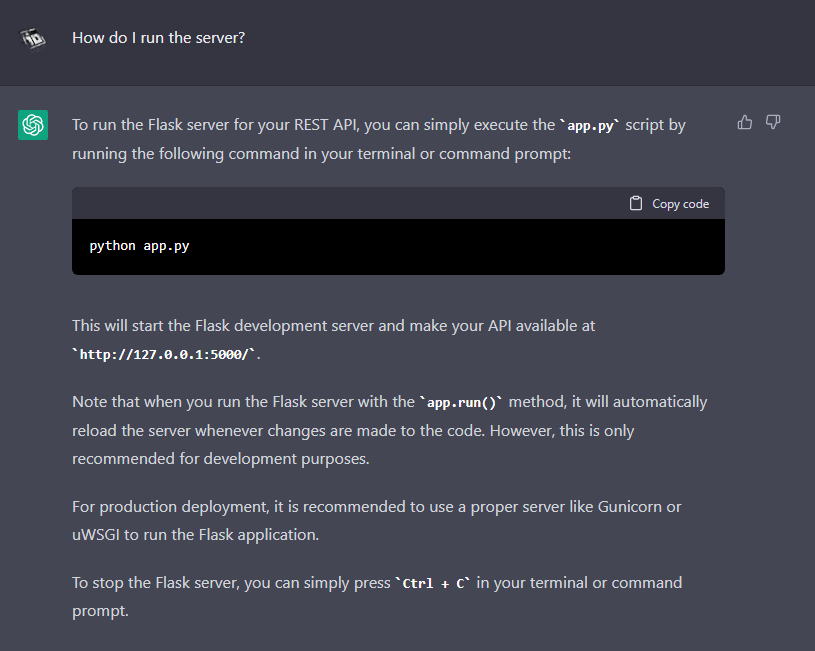 How do I run the server?
To run the Flask server for your REST API, you can simply execute the `app.py` script by
running the following command in your terminal or command prompt:
Copy code
python app.py
This will start the Flask development server and make your API available at
`http://127.0.0.1:5000/`.
Note that when you run the Flask server with the `app.run()` method, it will automatically
reload the server whenever changes are made to the code. However, this is only
recommended for development purposes.
For production deployment, it is recommended to use a proper server like Gunicorn or
uWSGI to run the Flask application.
To stop the Flask server, you can simply press `Ctrl + C` in your terminal or command
prompt.